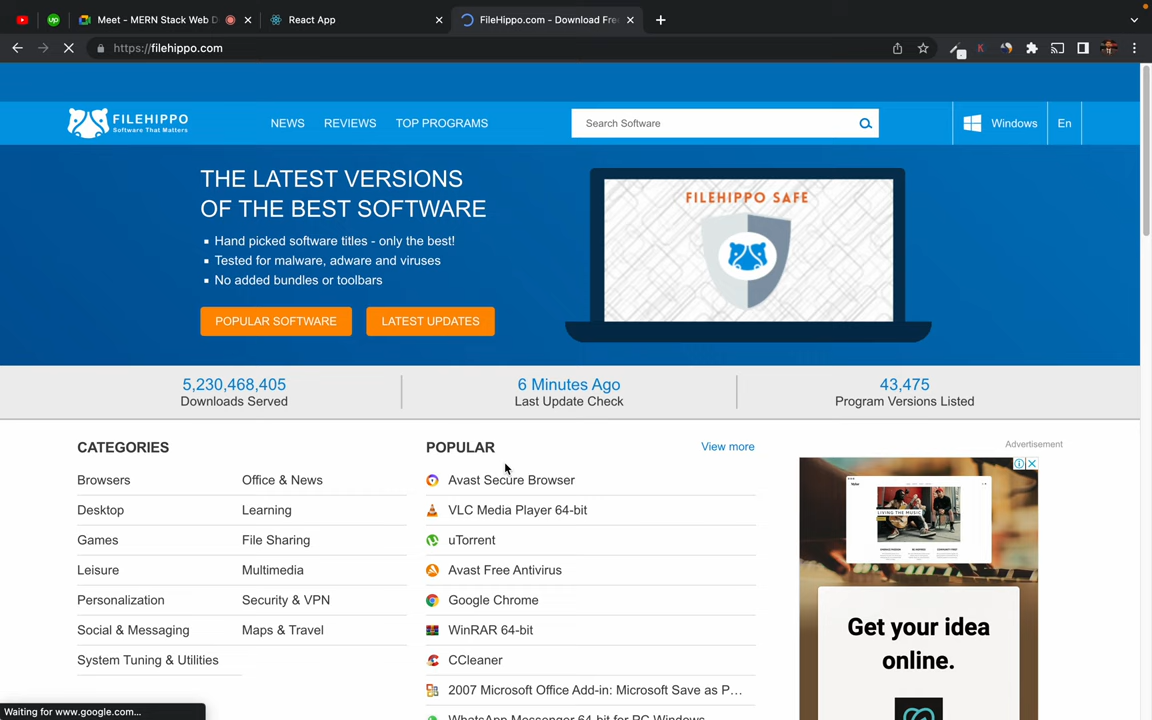 Meet - MERN Stack Web D
React App
FileHippo.com - Download Fre
https://filehippo.com
FILEHIPPO
Software That Matters
NEWS
REVIEWS
TOP PROGRAMS
Search Software
Windows
En
THE LATEST VERSIONS
OF THE BEST SOFTWARE
Hand picked software titles - only the best!
Tested for malware, adware and viruses
No added bundles or toolbars
POPULAR SOFTWARE
LATEST UPDATES
FILEHIPPO SAFE
5,230,468,405
Downloads Served
6 Minutes Ago
Last Update Check
43,475
Program Versions Listed
CATEGORIES
Browsers
Office & News
Desktop
Learning
Games
File Sharing
Leisure
Multimedia
Personalization
Security & VPN
Social & Messaging
Maps & Travel
System Tuning & Utilities
POPULAR
View more
Avast Secure Browser
VLC Media Player 64-bit
uTorrent
Avast Free Antivirus
Google Chrome
WinRAR 64-bit
CCleaner
2007 Microsoft Office Add-in: Microsoft Save as P...
WhatsApp Messenger 64-bit for PC Windows
Advertisement
LIVING THE MUSIC
Get your idea
online.
Waiting for www.google.com...